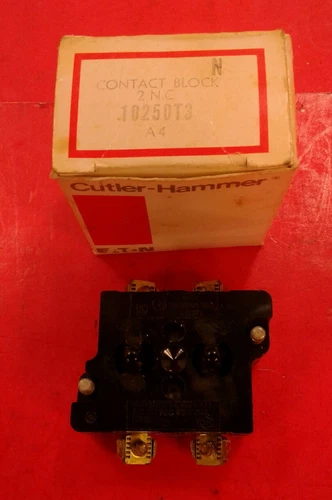 N
CONTACT BLOCK
2 N.C.
10250T3
A4
Cutler-Hammer
E.T.N